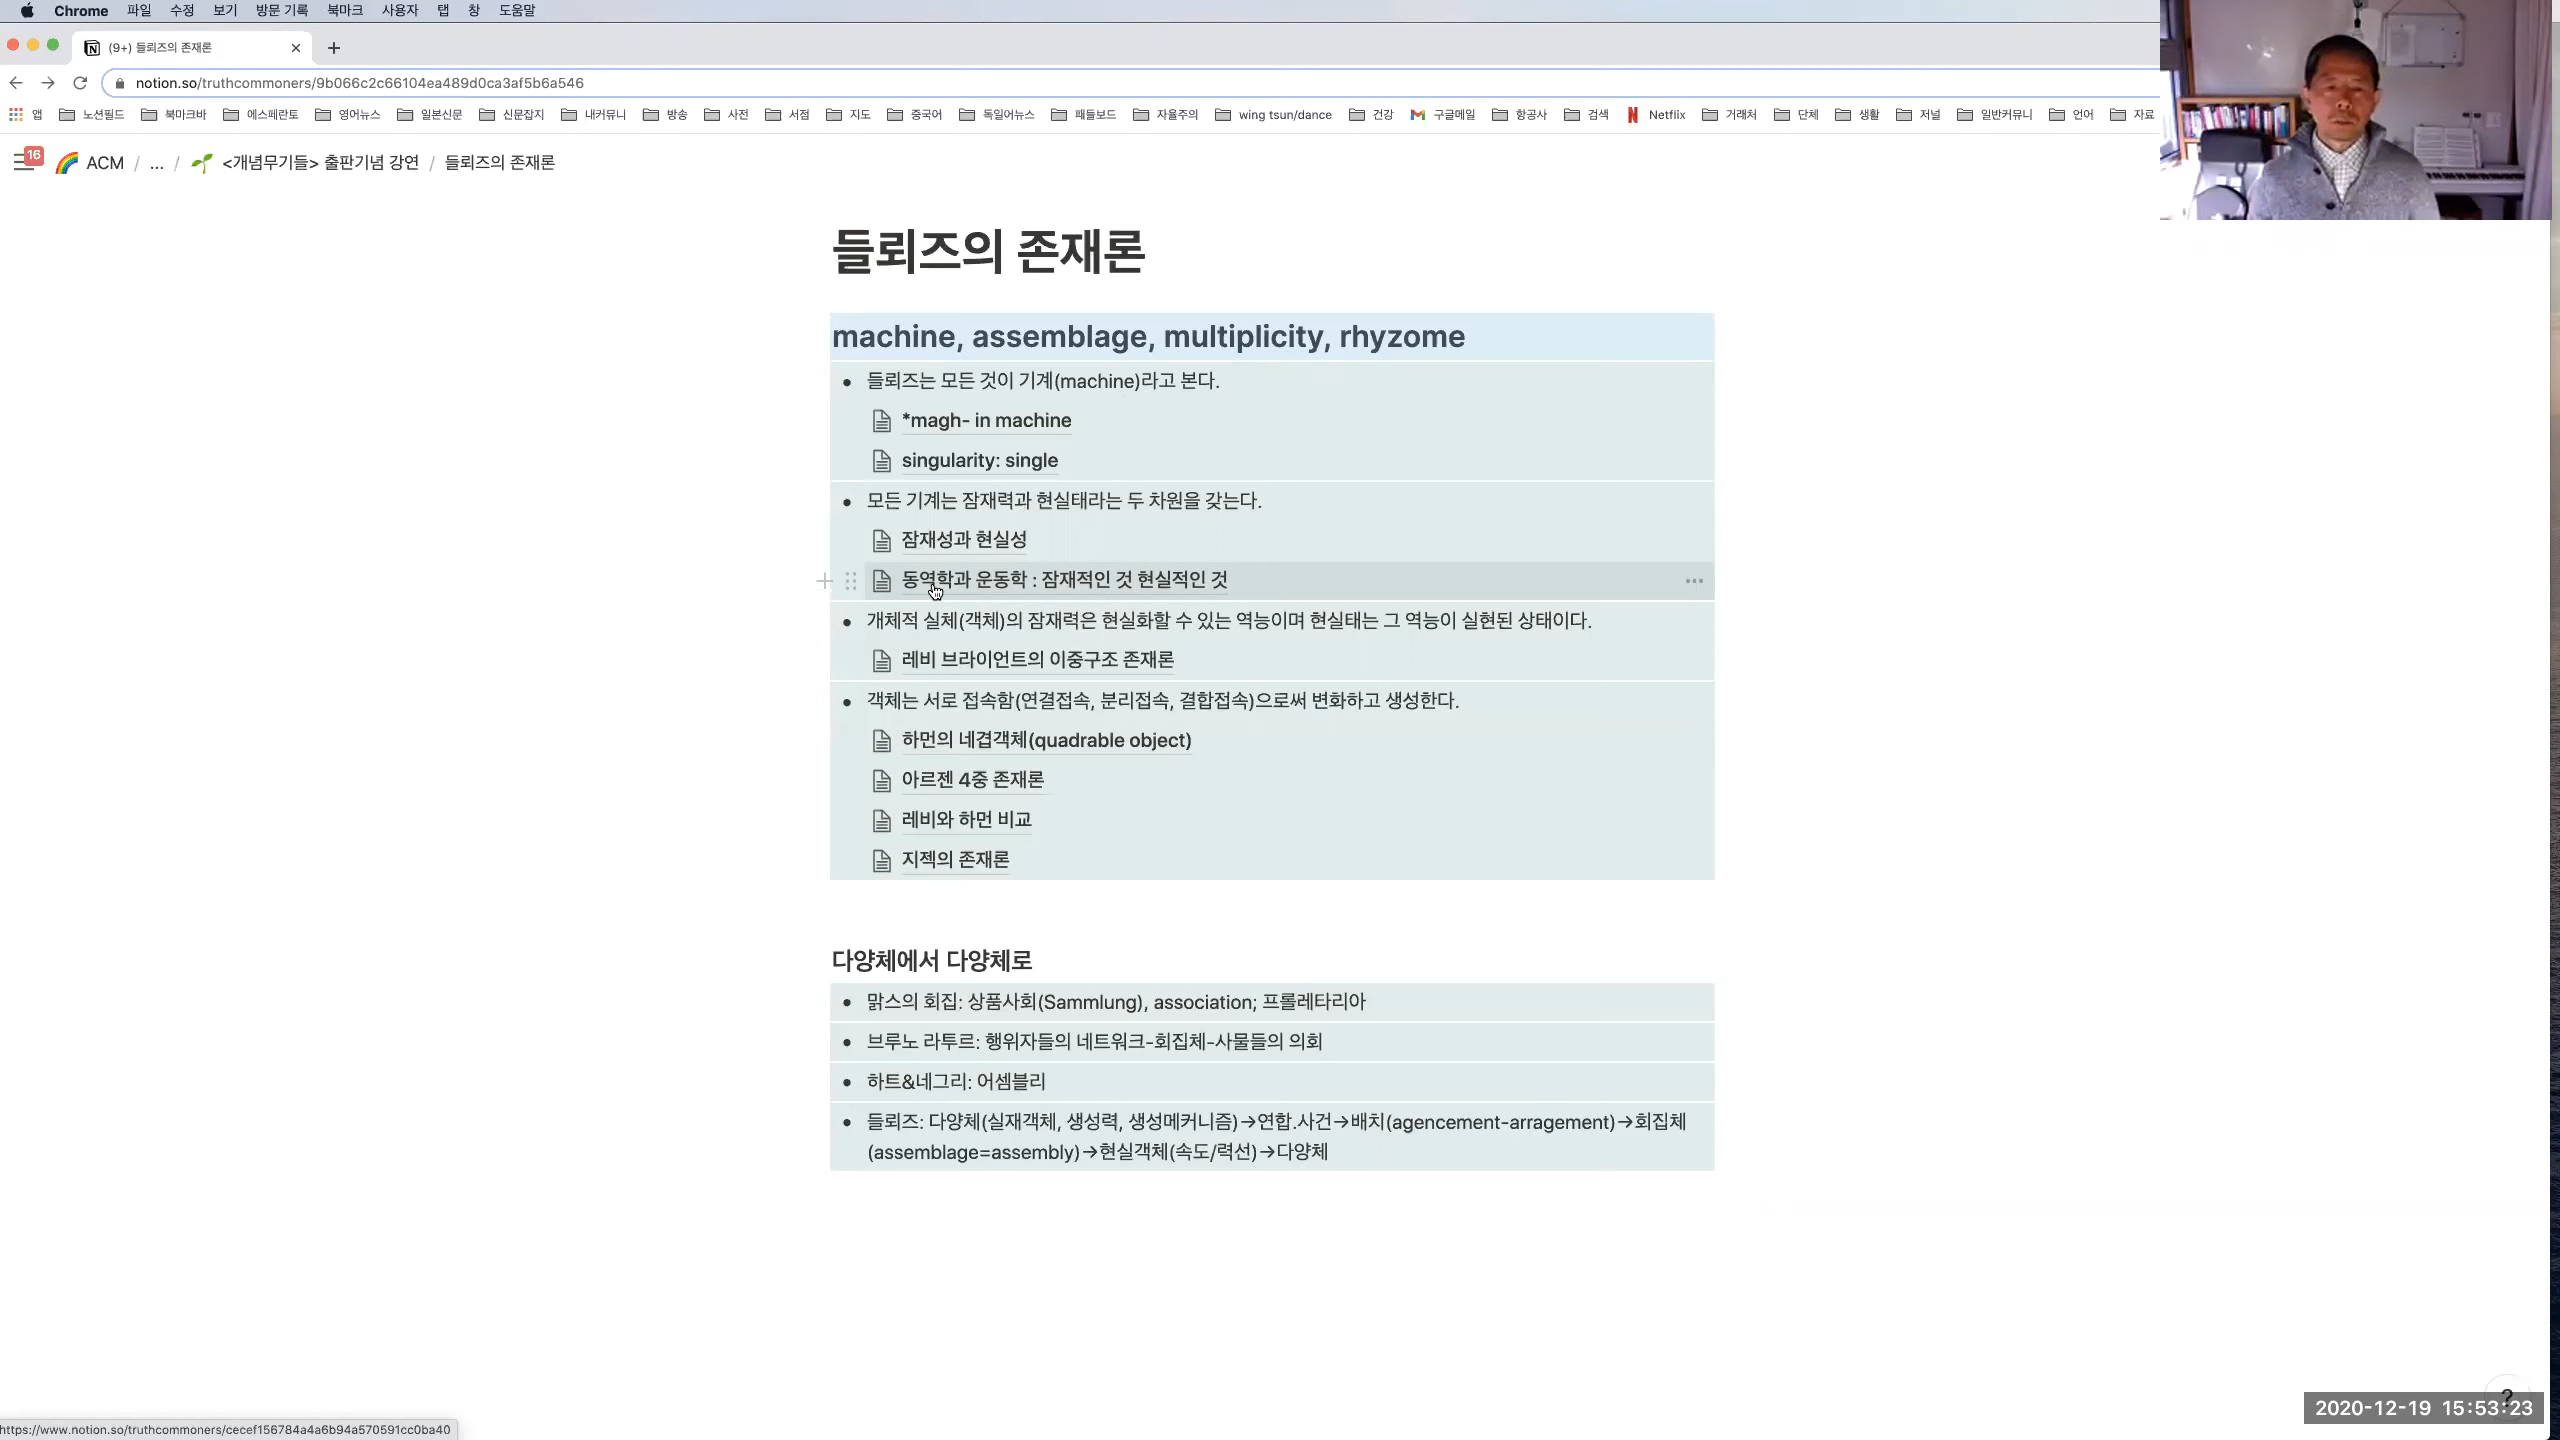 Chrome 파일 수정 보기 방문 기록 북마크 사용자 탭 창 도움말
(9+) 들뢰즈의 존재론
notion.so/truthcommoners/9b066c2c66104ea489d0ca3af5b6a546
앱 노션필드 북마크바 에스페란토 영어뉴스 일본신문 신문잡지 내커뮤니 방송 사전 서점 지도 중국어 독일어뉴스 패들보드 자율주의 wing tsun/dance 건강 구글메일 항공사 검색 Netflix 거래처 단체 생활 저널 일반커뮤니 언어 자료
16 ACM / ... / <개념무기들> 출판기념 강연 / 들뢰즈의 존재론
들뢰즈의 존재론
machine, assemblage, multiplicity, rhyzome
• 들뢰즈는 모든 것이 기계(machine)라고 본다.
*magh- in machine
singularity: single
• 모든 기계는 잠재력과 현실태라는 두 차원을 갖는다.
잠재성과 현실성
동역학과 운동학 : 잠재적인 것 현실적인 것
• 개체적 실체(객체)의 잠재력은 현실화할 수 있는 역능이며 현실태는 그 역능이 실현된 상태이다.
레비 브라이언트의 이중구조 존재론
• 객체는 서로 접속함(연결접속, 분리접속, 결합접속)으로써 변화하고 생성한다.
하먼의 네겹객체(quadrable object)
아르젠 4중 존재론
레비와 하먼 비교
지젝의 존재론
다양체에서 다양체로
• 맑스의 회집: 상품사회(Sammlung), association; 프롤레타리아
• 브루노 라투르: 행위자들의 네트워크-회집체-사물들의 의회
• 하트&네그리: 어셈블리
• 들뢰즈: 다양체(실재객체, 생성력, 생성메커니즘)→연합.사건→배치(agencement-arragement)→회집체
(assemblage=assembly)→현실객체(속도/력선)→다양체
?
2020-12-19 15:53:23
https://www.notion.so/truthcommoners/cecef156784a4a6b94a570591cc0ba40